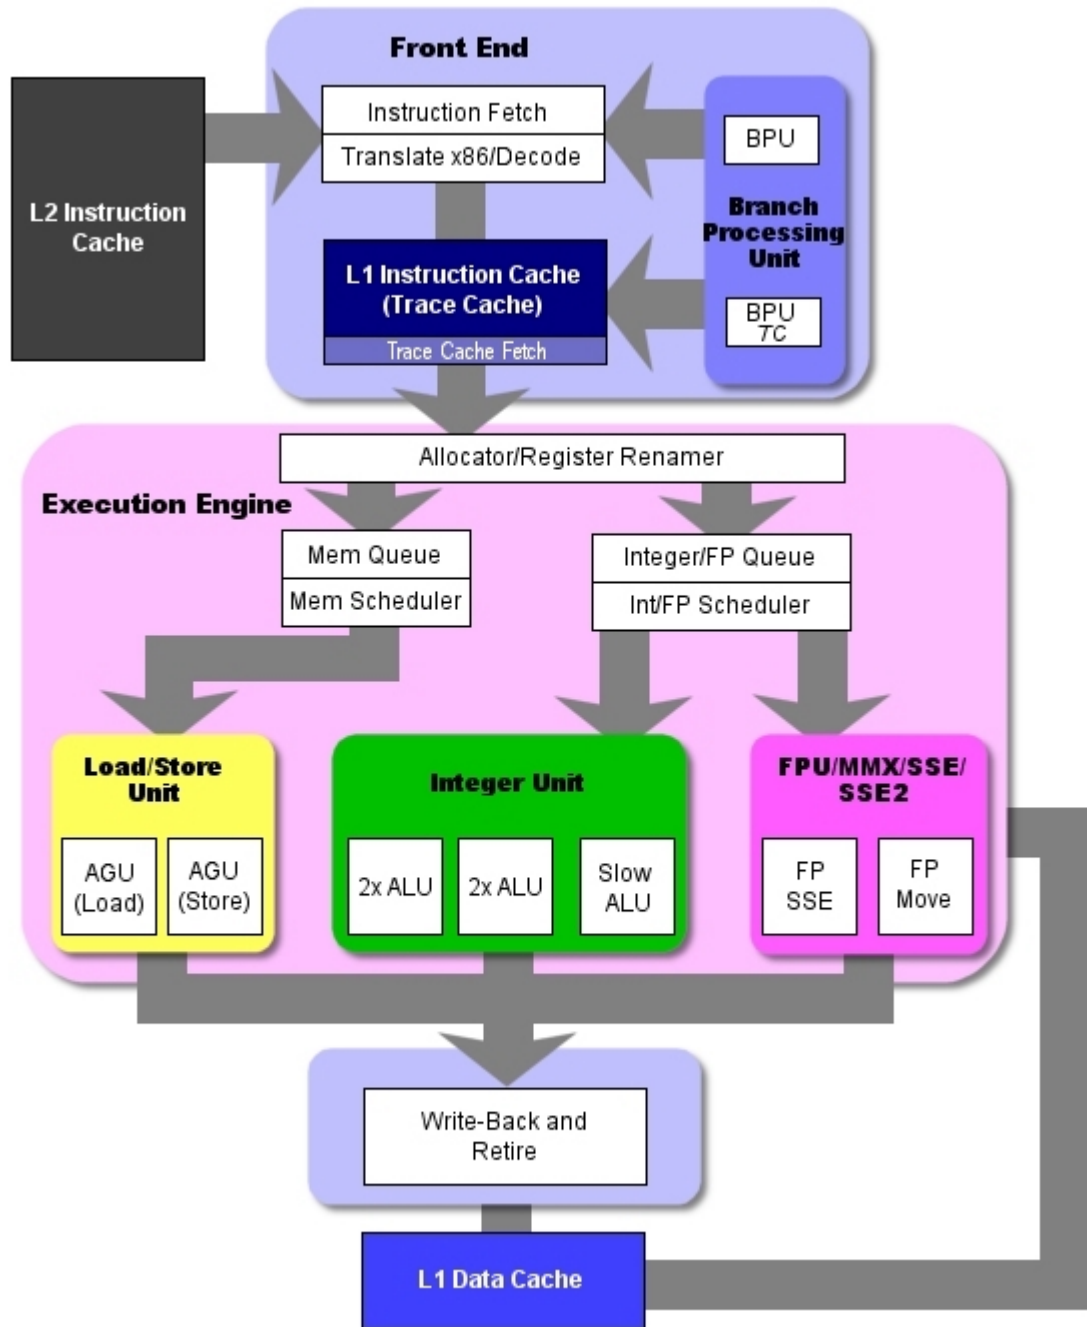 Front End
Instruction Fetch
Translate x86/Decode
BPU
L2 Instruction
Cache
Branch
Processing
Unit
L1 Instruction Cache
(Trace Cache)
Trace Cache Fetch
BPU
TC
Allocator/Register Renamer
Execution Engine
Mem Queue
Mem Scheduler
Integer/FP Queue
Int/FP Scheduler
Load/Store
Unit
AGU
(Load)
AGU
(Store)
Integer Unit
2x ALU
2x ALU
Slow
ALU
FPU/MMX/SSE/
SSE2
FP
SSE
FP
Move
Write-Back and
Retire
L1 Data Cache